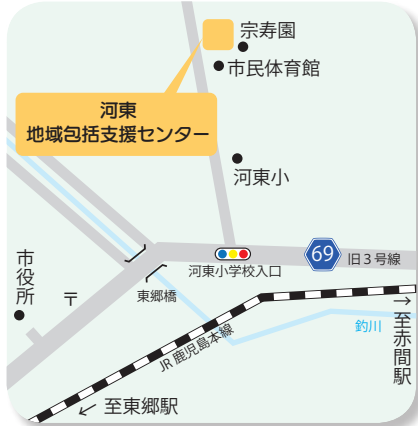 宗寿園
市民体育館
河東
地域包括支援センター
河東小
市役所
〒
東郷橋
河東小学校入口
69
旧3号線
釣川
JR鹿児島本線
→至赤間駅
←至東郷駅